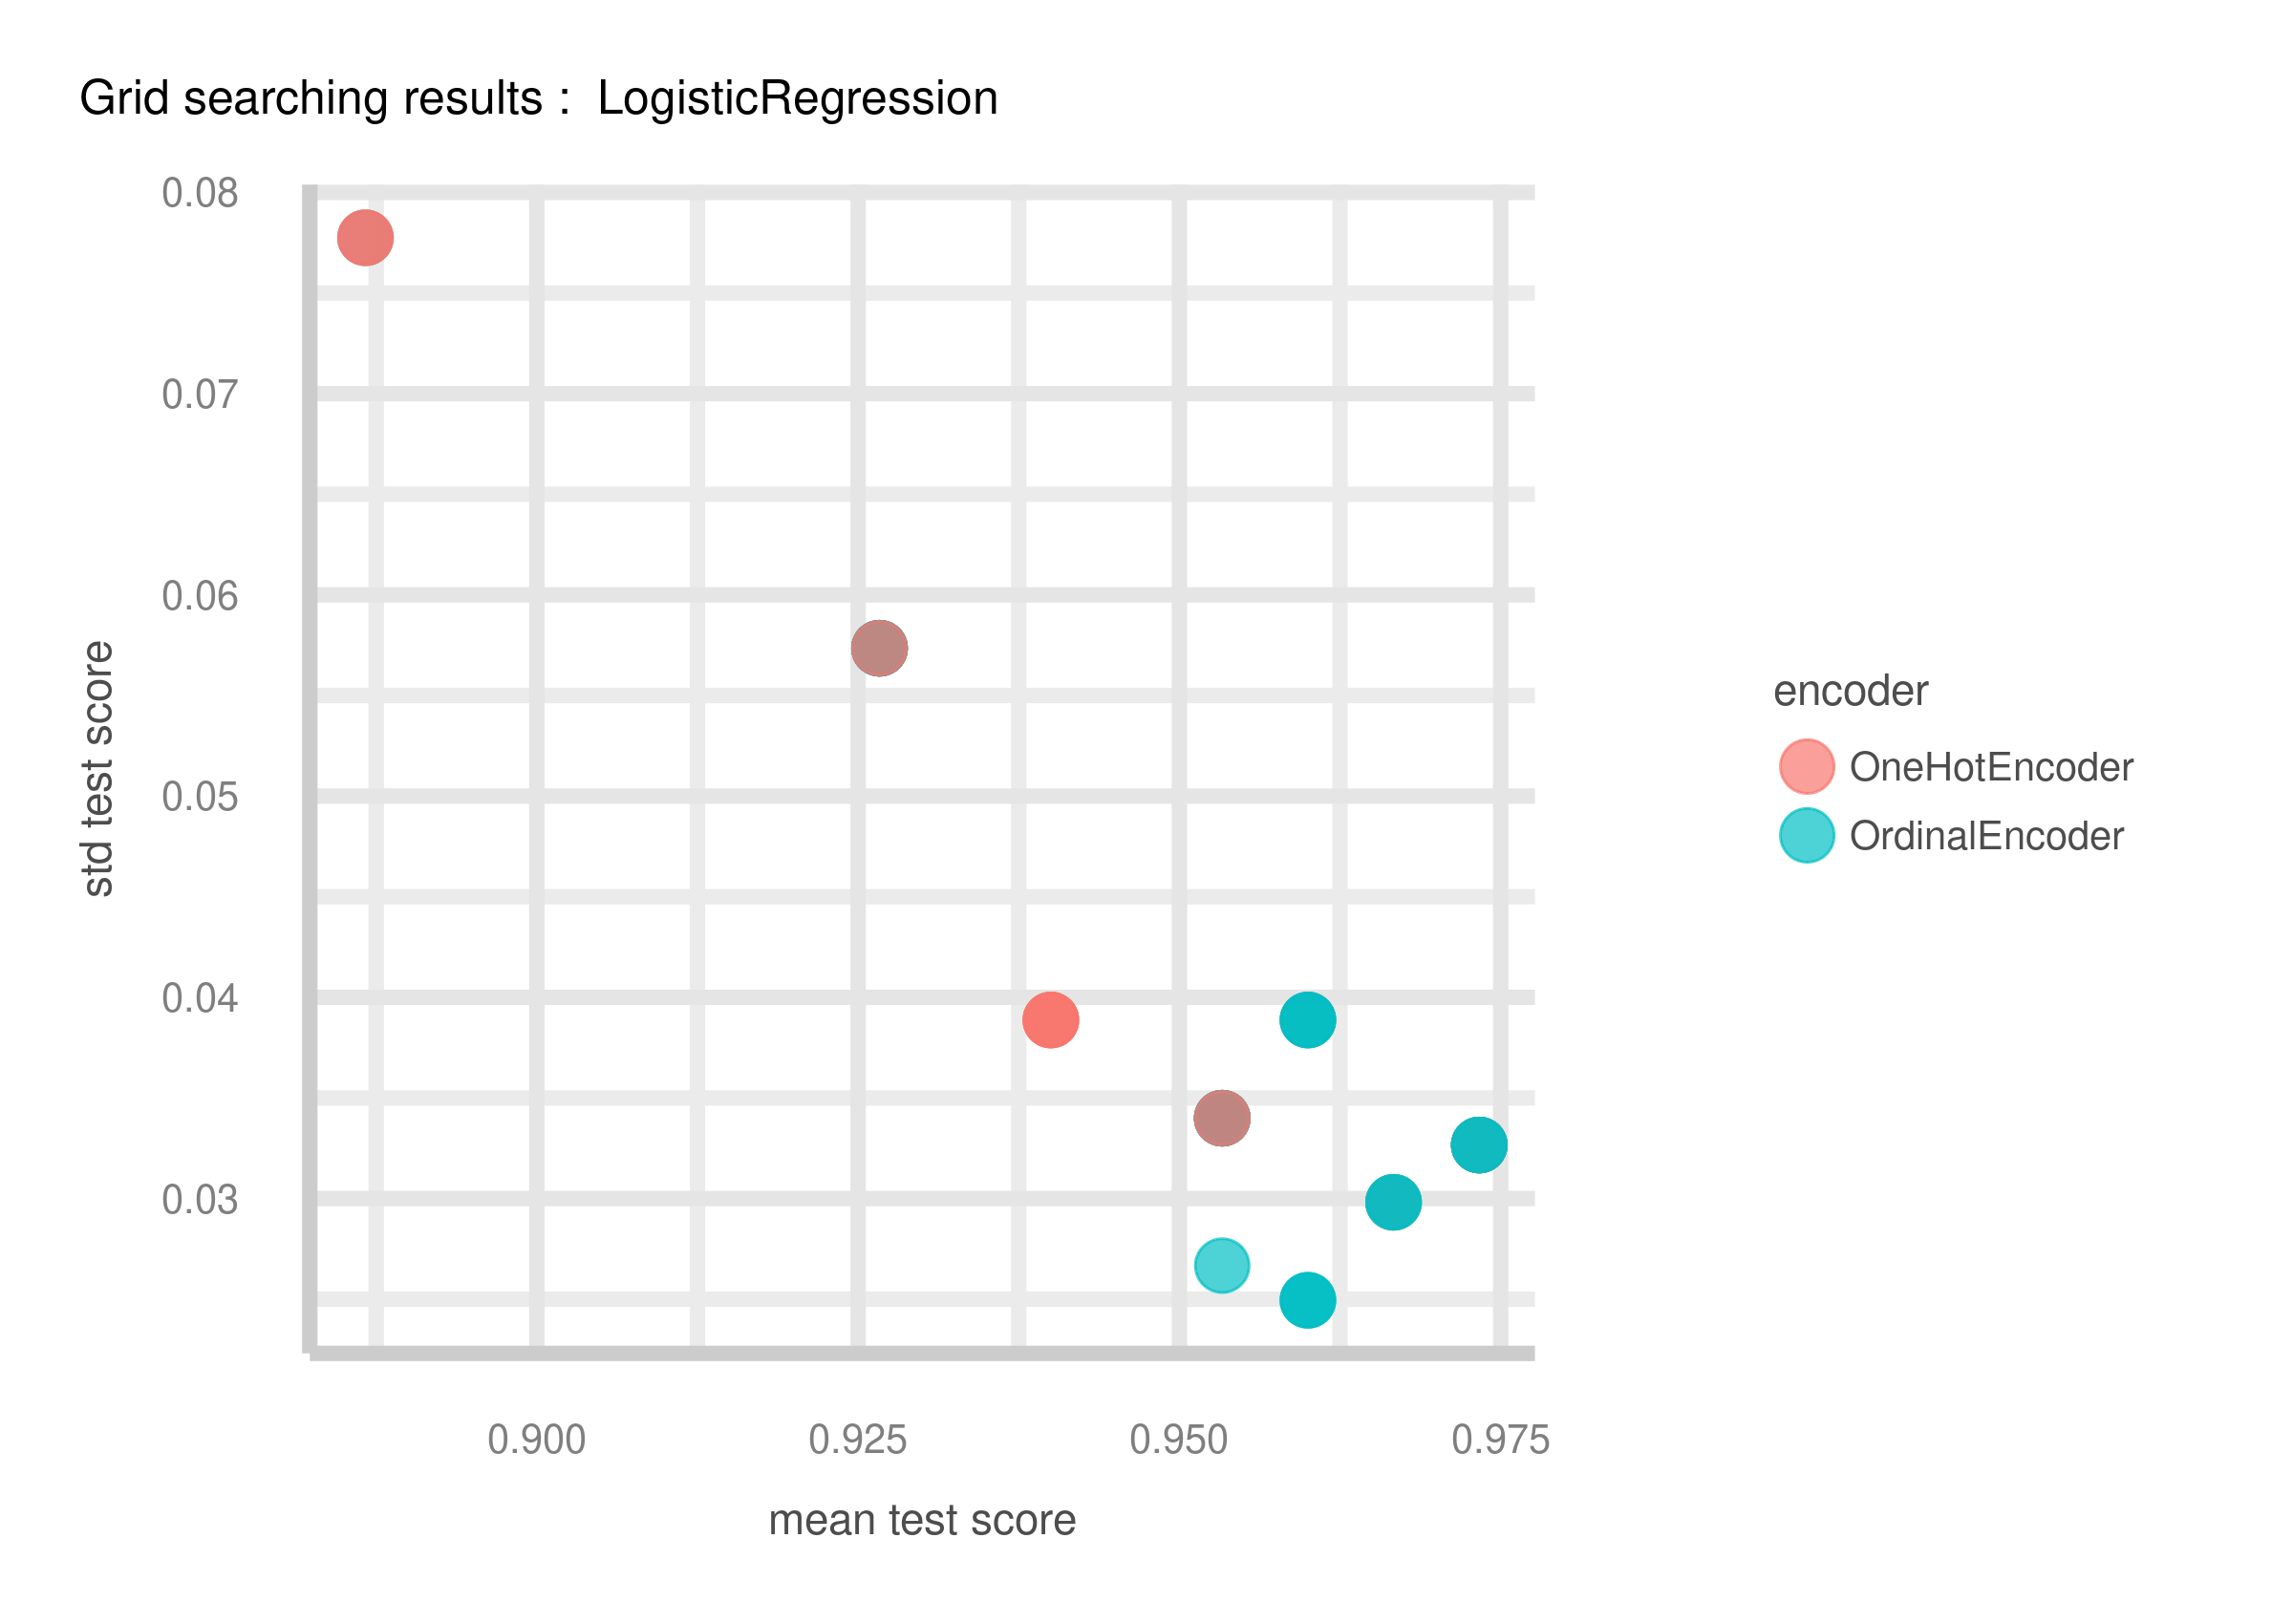 Grid searching results :  LogisticRegression
0.08
0.07
0.06
0.05
0.04
0.03
std test score
0.900
0.925
0.950
0.975
mean test score
encoder
OneHotEncoder
OrdinalEncoder